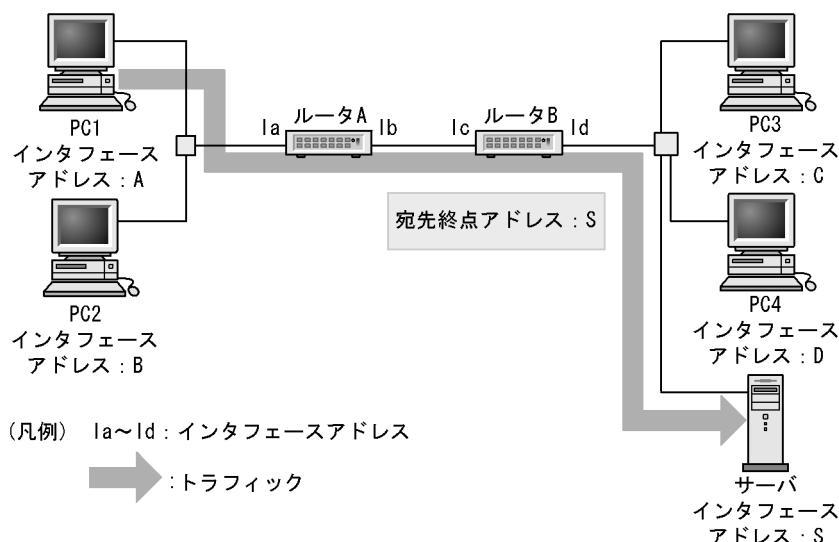 PC1
インタフェース
アドレス：A
PC2
インタフェース
アドレス：B
Ia
ルータA
Ib
Ic
ルータB
Id
宛先終点アドレス：S
PC3
インタフェース
アドレス：C
PC4
インタフェース
アドレス：D
サーバ
インタフェース
アドレス：S
(凡例) Ia～Id：インタフェースアドレス
：トラフィック